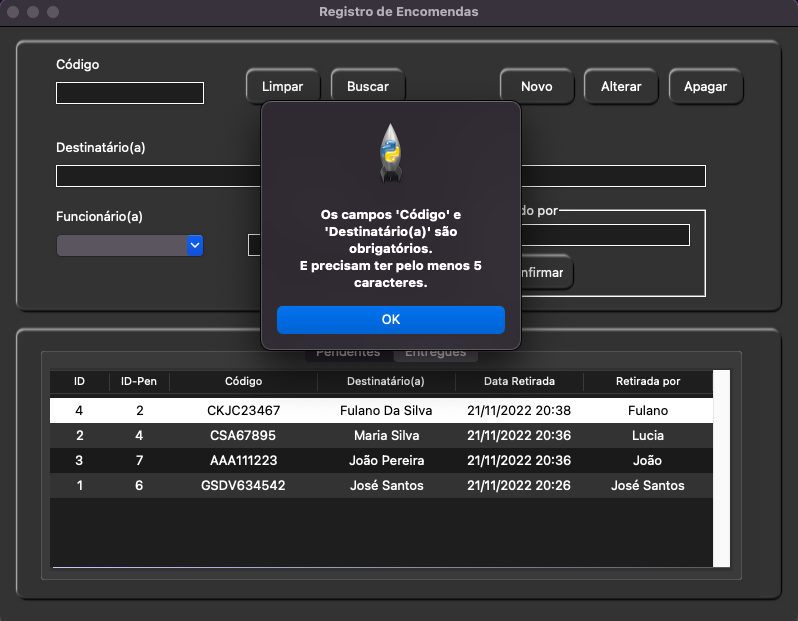 Registro de Encomendas
Código
Limpar Buscar Novo Alterar Apagar
Destinatário(a)
Os campos 'Código' e
'Destinatário(a)' são
obrigatórios.
E precisam ter pelo menos 5
caracteres.
OK
Funcionário(a)
do por
nfirmar
Pendentes Entregues
ID ID-Pen Código Destinatário(a) Data Retirada Retirada por
4 2 CKJC23467 Fulano Da Silva 21/11/2022 20:38 Fulano
2 4 CSA67895 Maria Silva 21/11/2022 20:36 Lucia
3 7 AAA111223 João Pereira 21/11/2022 20:36 João
1 6 GSDV634542 José Santos 21/11/2022 20:26 José Santos